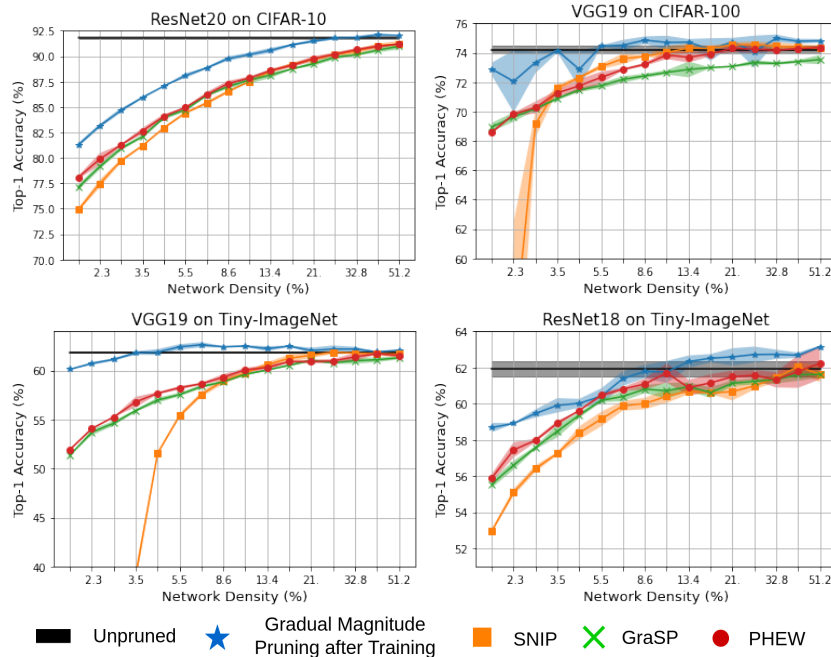 ResNet20 on CIFAR-10
92.5
90.0
87.5
85.0
82.5
80.0
77.5
75.0
72.5
70.0
Top-1 Accuracy (%)
2.3 3.5 5.5 8.6 13.4 21. 32.8 51.2
Network Density (%)
VGG19 on CIFAR-100
76
74
72
70
68
66
64
62
60
Top-1 Accuracy (%)
2.3 3.5 5.5 8.6 13.4 21. 32.8 51.2
Network Density (%)
VGG19 on Tiny-ImageNet
60
55
50
45
40
Top-1 Accuracy (%)
2.3 3.5 5.5 8.6 13.4 21. 32.8 51.2
Network Density (%)
ResNet18 on Tiny-ImageNet
64
62
60
58
56
54
52
Top-1 Accuracy (%)
2.3 3.5 5.5 8.6 13.4 21. 32.8 51.2
Network Density (%)
Unpruned
Gradual Magnitude
Pruning after Training
SNIP
GraSP
PHEW